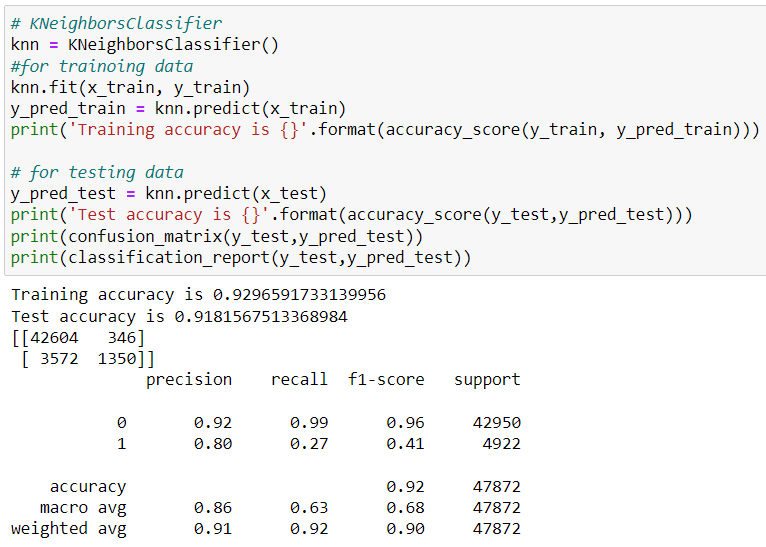 # KNeighborsClassifier
knn = KNeighborsClassifier()
#for trainoing data
knn.fit(x_train, y_train)
y_pred_train = knn.predict(x_train)
print('Training accuracy is {}'.format(accuracy_score(y_train, y_pred_train)))

# for testing data
y_pred_test = knn.predict(x_test)
print('Test accuracy is {}'.format(accuracy_score(y_test,y_pred_test)))
print(confusion_matrix(y_test,y_pred_test))
print(classification_report(y_test,y_pred_test))
Training accuracy is 0.9296591733139956
Test accuracy is 0.9181567513368984
[[42604   346]
 [ 3572  1350]]
              precision    recall  f1-score   support

           0       0.92      0.99      0.96     42950
           1       0.80      0.27      0.41      4922

    accuracy                           0.92     47872
   macro avg       0.86      0.63      0.68     47872
weighted avg       0.91      0.92      0.90     47872